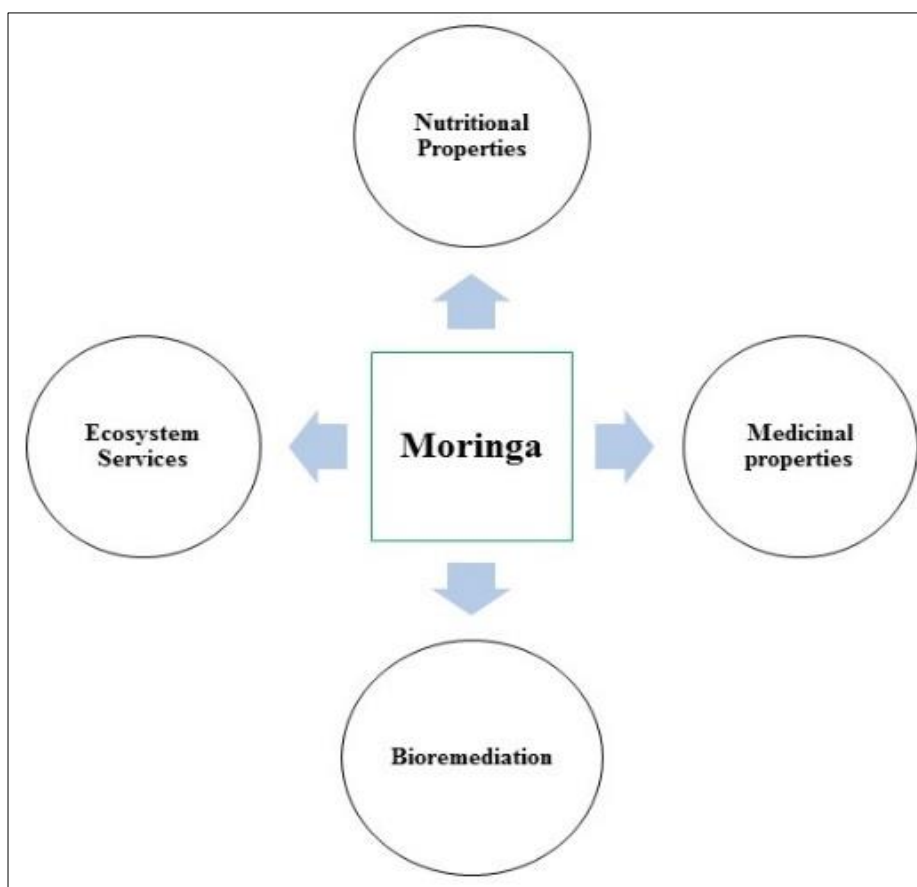 Nutritional
Properties
Ecosystem
Services
Moringa
Medicinal
properties
Bioremediation